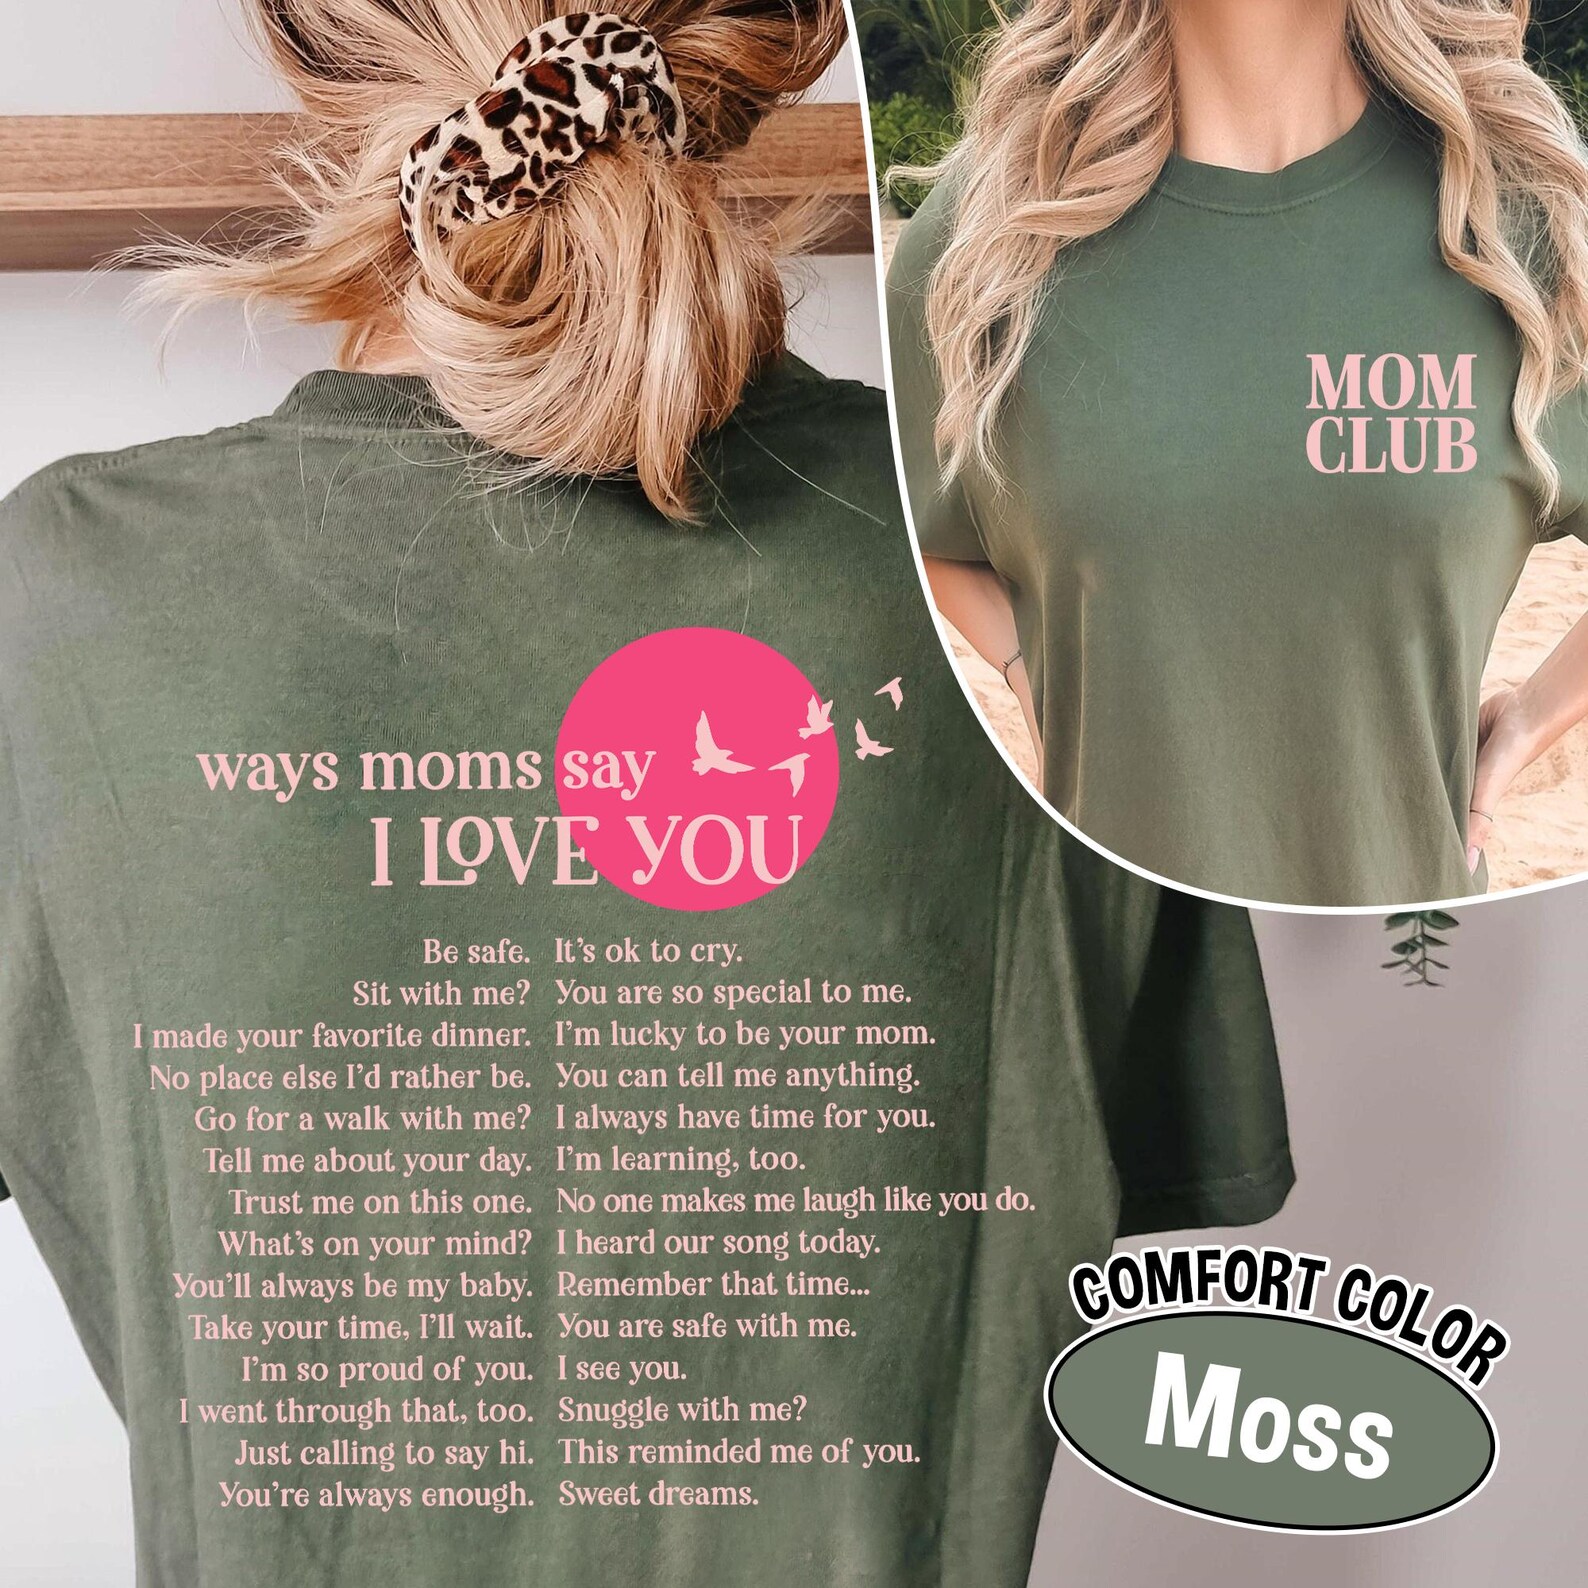 MOM
CLUB
ways moms say
I LOVE YOU
Be safe. It's ok to cry.
Sit with me? You are so special to me.
I made your favorite dinner. I'm lucky to be your mom.
No place else I'd rather be. You can tell me anything.
Go for a walk with me? I always have time for you.
Tell me about your day. I'm learning, too.
Trust me on this one. No one makes me laugh like you do.
What's on your mind? I heard our song today.
You'll always be my baby. Remember that time...
Take your time, I'll wait. You are safe with me.
I'm so proud of you. I see you.
I went through that, too. Snuggle with me?
Just calling to say hi. This reminded me of you.
You're always enough. Sweet dreams.
COMFORT COLOR
Moss